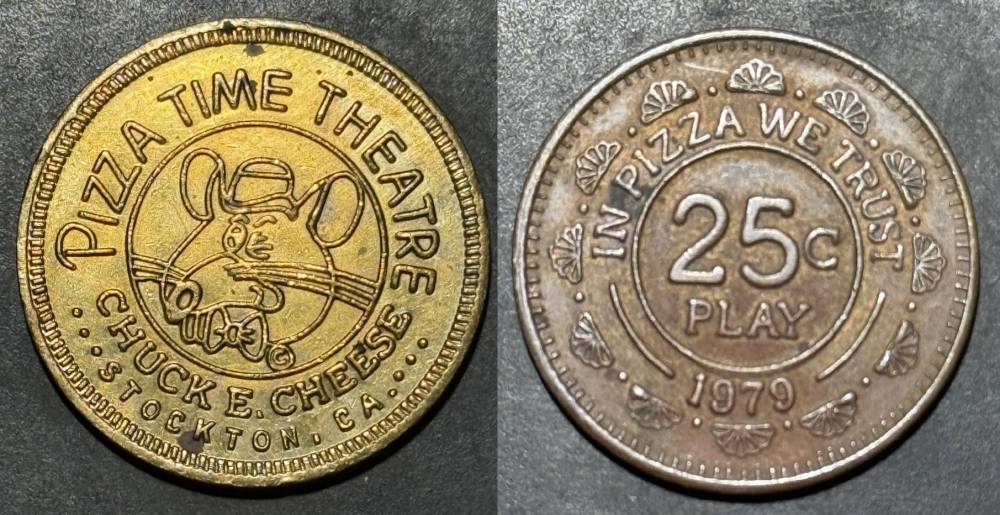 PIZZA TIME THEATRE
©
CHUCK E. CHEESE
...STOCKTON, CA...
IN PIZZA WE TRUST
25c
PLAY
1979